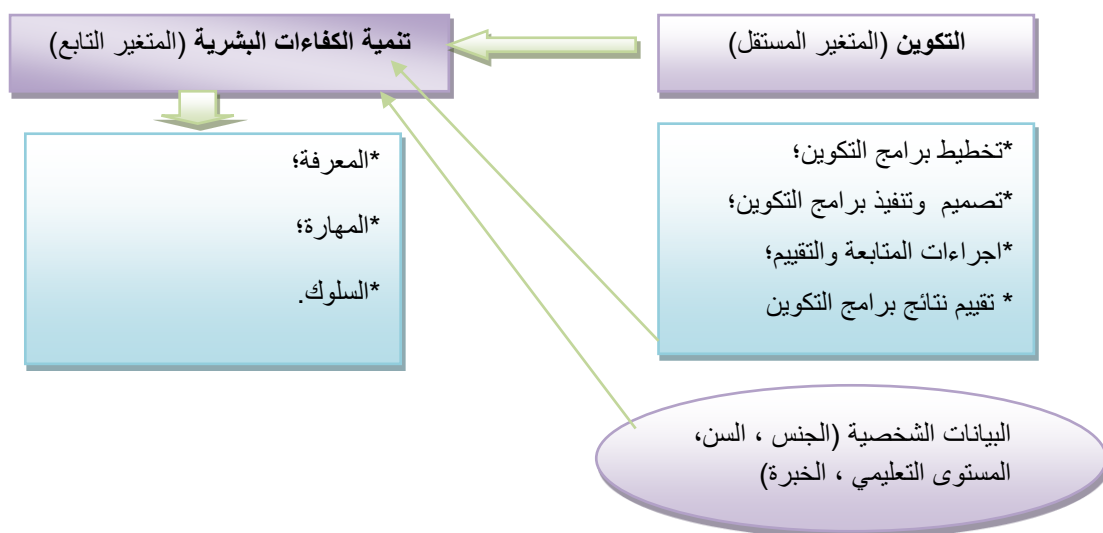 التكوين (المتغير المستقل)
تنمية الكفاءات البشرية (المتغير التابع)
*تخطيط برامج التكوين؛
*تصميم وتنفيذ برامج التكوين؛
*اجراءات المتابعة والتقييم؛
* تقييم نتائج برامج التكوين
*المعرفة؛
*المهارة؛
*السلوك.
البيانات الشخصية (الجنس ، السن،
المستوى التعليمي ، الخبرة)